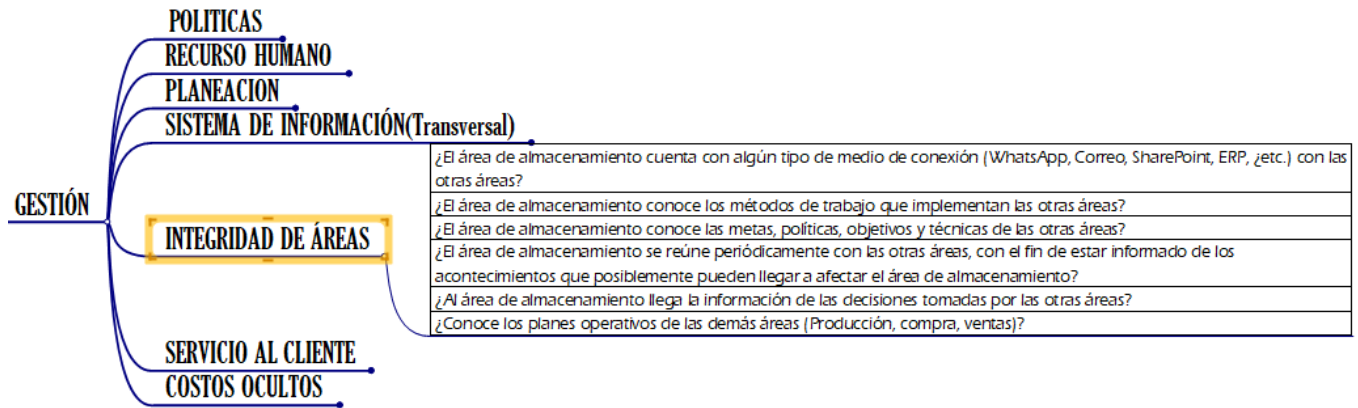 POLITICAS
RECURSO HUMANO
PLANEACION
SISTEMA DE INFORMACIÓN(Transversal)
GESTIÓN
INTEGRIDAD DE ÁREAS
¿El área de almacenamiento cuenta con algún tipo de medio de conexión (WhatsApp, Correo, SharePoint, ERP, ¿etc.) con las
otras áreas?
¿El área de almacenamiento conoce los métodos de trabajo que implementan las otras áreas?
¿El área de almacenamiento conoce las metas, políticas, objetivos y técnicas de las otras áreas?
¿El área de almacenamiento se reúne periódicamente con las otras áreas, con el fin de estar informado de los
acontecimientos que posiblemente pueden llegar a afectar el área de almacenamiento?
¿Al área de almacenamiento llega la información de las decisiones tomadas por las otras áreas?
¿Conoce los planes operativos de las demás áreas (Producción, compra, ventas)?
SERVICIO AL CLIENTE
COSTOS OCULTOS